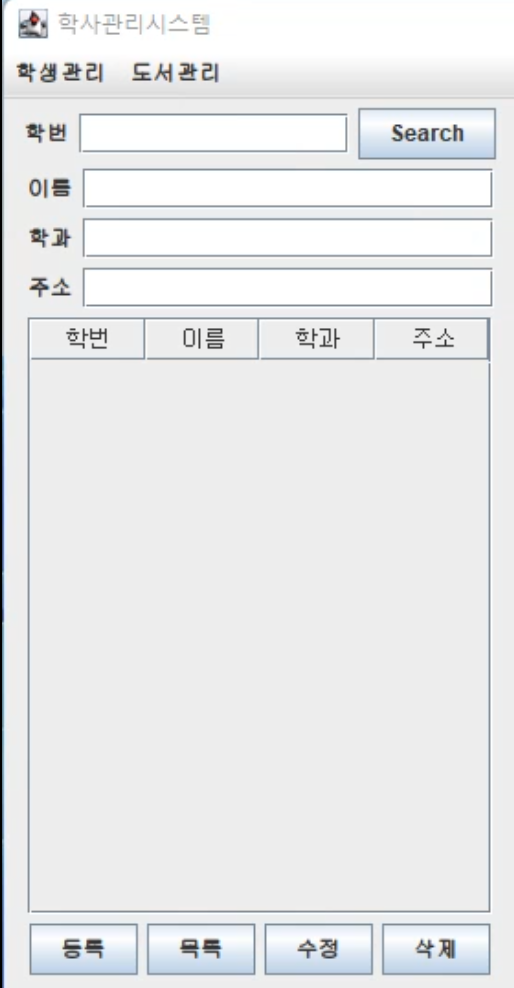 학사관리시스템
학생관리 도서관리
학번 Search
이름
학과
주소
학번 이름 학과 주소
등록 목록 수정 삭제